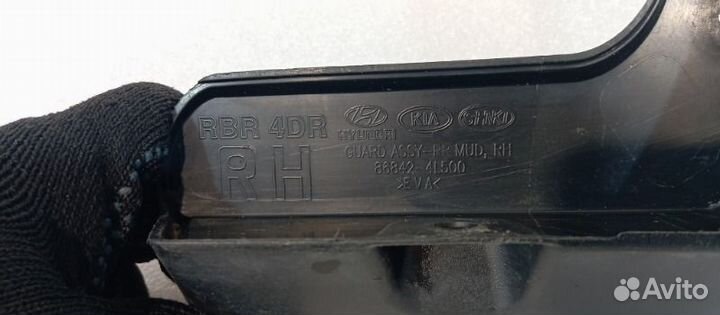 RBR 4DR
RH
HYUNDAI KIA
GUARD ASSY-RR MUD, RH
86842-4L500
>EVA<
Avito